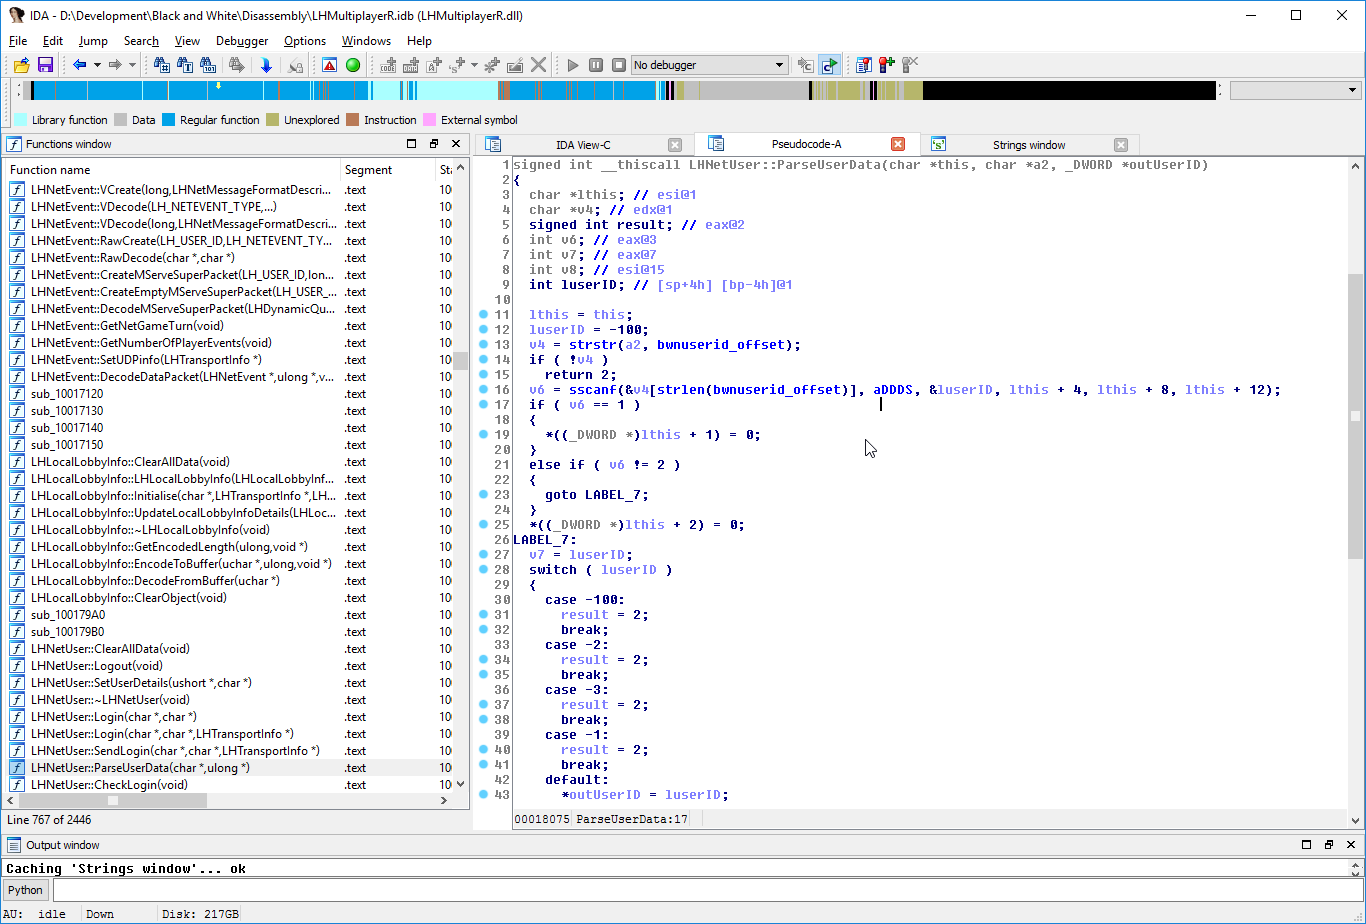 IDA - D:\Development\Black and White\Disassembly\LHMultiplayerR.idb (LHMultiplayerR.dll)
File Edit Jump Search View Debugger Options Windows Help
No debugger
Library function Data Regular function Unexplored Instruction External symbol
Functions window
Function name Segment Sta
LHNetEvent::VCreate(long,LHNetMessageFormatDescri... .text 10
LHNetEvent::VDecode(LH_NETEVENT_TYPE,...) .text 10
LHNetEvent::VDecode(long,LHNetMessageFormatDescri... .text 10
LHNetEvent::RawCreate(LH_USER_ID,LH_NETEVENT_TY... .text 10
LHNetEvent::RawDecode(char *,char *) .text 10
LHNetEvent::CreateMServeSuperPacket(LH_USER_ID,lon... .text 10
LHNetEvent::CreateEmptyMServeSuperPacket(LH_USER_... .text 10
LHNetEvent::DecodeMServeSuperPacket(LHDynamicQu... .text 10
LHNetEvent::GetNetGameTurn(void) .text 10
LHNetEvent::GetNumberOfPlayerEvents(void) .text 10
LHNetEvent::SetUDPinfo(LHTransportInfo *) .text 10
LHNetEvent::DecodeDataPacket(LHNetEvent *,ulong *,v... .text 10
sub_10017120 .text 10
sub_10017130 .text 10
sub_10017140 .text 10
sub_10017150 .text 10
LHLocalLobbyInfo::ClearAllData(void) .text 10
LHLocalLobbyInfo::LHLocalLobbyInfo(LHLocalLobbyInf... .text 10
LHLocalLobbyInfo::Initialise(char *,LHTransportInfo *,LH... .text 10
LHLocalLobbyInfo::UpdateLocalLobbyInfoDetails(LHLoc... .text 10
LHLocalLobbyInfo::~LHLocalLobbyInfo(void) .text 10
LHLocalLobbyInfo::GetEncodedLength(ulong,void *) .text 10
LHLocalLobbyInfo::EncodeToBuffer(uchar *,ulong,void *) .text 10
LHLocalLobbyInfo::DecodeFromBuffer(uchar *) .text 10
LHLocalLobbyInfo::ClearObject(void) .text 10
sub_100179A0 .text 10
sub_100179B0 .text 10
LHNetUser::ClearAllData(void) .text 10
LHNetUser::Logout(void) .text 10
LHNetUser::SetUserDetails(ushort *,char *) .text 10
LHNetUser::~LHNetUser(void) .text 10
LHNetUser::Login(char *,char *) .text 10
LHNetUser::Login(char *,char *,LHTransportInfo *) .text 10
LHNetUser::SendLogin(char *,char *,LHTransportInfo *) .text 10
LHNetUser::ParseUserData(char *,ulong *) .text 10
LHNetUser::CheckLogin(void) .text 10
Line 767 of 2446
IDA View-C Pseudocode-A Strings window
1 signed int __thiscall LHNetUser::ParseUserData(char *this, char *a2, _DWORD *outUserID)
2 {
3 char *lthis; // esi@1
4 char *v4; // edx@1
5 signed int result; // eax@2
6 int v6; // eax@3
7 int v7; // eax@7
8 int v8; // esi@15
9 int luserID; // [sp+4h] [bp-4h]@1
10
11 lthis = this;
12 luserID = -100;
13 v4 = strstr(a2, bwnuserid_offset);
14 if ( !v4 )
15 return 2;
16 v6 = sscanf(&v4[strlen(bwnuserid_offset)], aDDDS, &luserID, lthis + 4, lthis + 8, lthis + 12);
17 if ( v6 == 1 )
18 {
19 *((_DWORD *)lthis + 1) = 0;
20 }
21 else if ( v6 != 2 )
22 {
23 goto LABEL_7;
24 }
25 *((_DWORD *)lthis + 2) = 0;
26 LABEL_7:
27 v7 = luserID;
28 switch ( luserID )
29 {
30 case -100:
31 result = 2;
32 break;
33 case -2:
34 result = 2;
35 break;
36 case -3:
37 result = 2;
38 break;
39 case -1:
40 result = 2;
41 break;
42 default:
43 *outUserID = luserID;
00018075 ParseUserData:17
Output window
Caching 'Strings window'... ok
Python
AU: idle Down Disk: 217GB